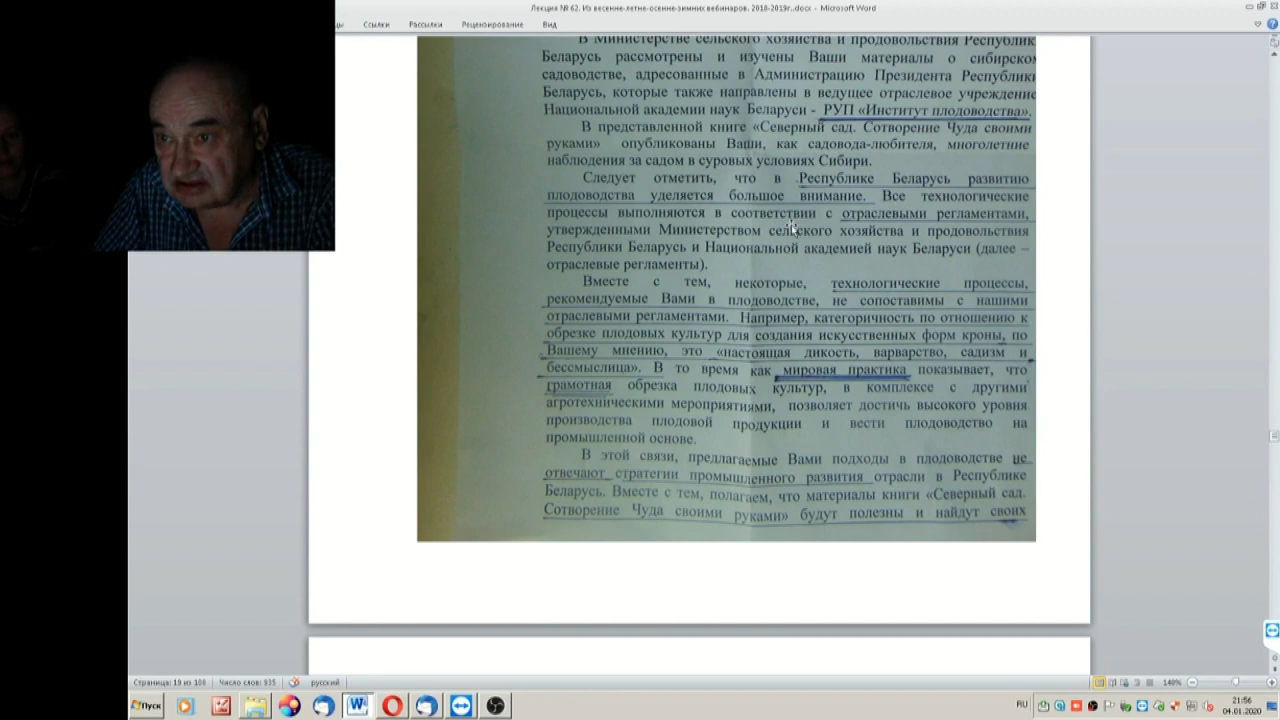 Лекция № 62. Из весенне-летне-осенне-зимних вебинаров. 2018-2019г..docx - Microsoft Word
Ссылки Рассылки Рецензирование Вид
В Министерстве сельского хозяйства и продовольствия Республик
Беларусь рассмотрены и изучены Ваши материалы о сибирском
садоводстве, адресованные в Администрацию Президента Республики
Беларусь, которые также направлены в ведущее отраслевое учреждение
Национальной академии наук Беларуси - РУП «Институт плодоводства».
В представленной книге «Северный сад. Сотворение Чуда своими
руками» опубликованы Ваши, как садовода-любителя, многолетние
наблюдения за садом в суровых условиях Сибири.
Следует отметить, что в Республике Беларусь развитию
плодоводства уделяется большое внимание. Все технологические
процессы выполняются в соответствии с отраслевыми регламентами,
утвержденными Министерством сельского хозяйства и продовольствия
Республики Беларусь и Национальной академией наук Беларуси (далее –
отраслевые регламенты).
Вместе с тем, некоторые, технологические процессы,
рекомендуемые Вами в плодоводстве, не сопоставимы с нашими
отраслевыми регламентами. Например, категоричность по отношению к
обрезке плодовых культур для создания искусственных форм кроны, по
Вашему мнению, это «настоящая дикость, варварство, садизм и
бессмыслица». В то время как мировая практика показывает, что
грамотная обрезка плодовых культур, в комплексе с другими
агротехническими мероприятиями, позволяет достичь высокого уровня
производства плодовой продукции и вести плодоводство на
промышленной основе.
В этой связи, предлагаемые Вами подходы в плодоводстве не
отвечают стратегии промышленного развития отрасли в Республике
Беларусь. Вместе с тем, полагаем, что материалы книги «Северный сад.
Сотворение Чуда своими руками» будут полезны и найдут своих
Страница: 19 из 108 Число слов: 935 русский 140%
Пуск RU 21:56
04.01.2020